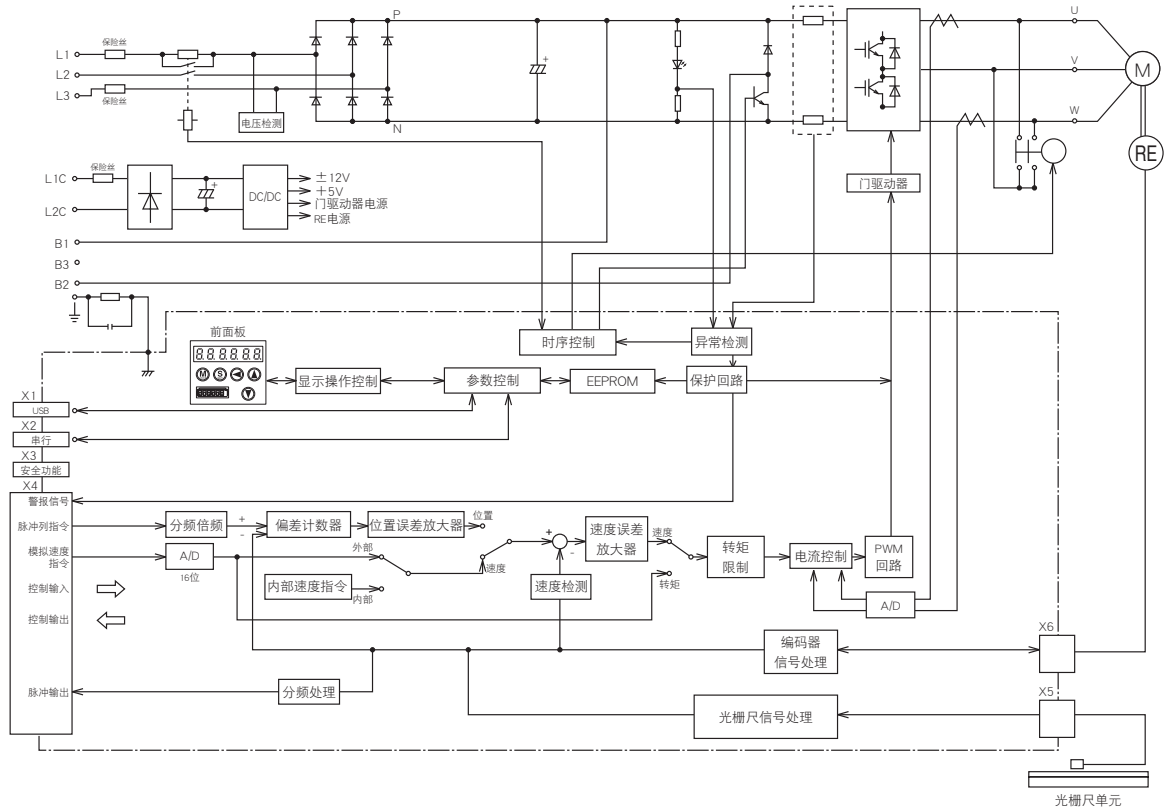 P
U
保险丝
L1
V
L2
M
L3
保险丝
电压检测
W
N
RE
保险丝
L1C
±12V
+5V
DC/DC
门驱动器电源
RE电源
L2C
门驱动器
B1
B3
B2
前面板
时序控制
异常检测
8.8.8.8.8.8.
M
S
显示操作控制
参数控制
EEPROM
保护回路
X1
USB
X2
串行
X3
安全功能
X4
警报信号
脉冲列指令
分频倍频
+
-
偏差计数器
位置误差放大器
位置
模拟速度
指令
A/D
16位
外部
速度
+
-
速度误差
放大器
速度
转矩
限制
电流控制
PWM
回路
控制输入
内部速度指令
内部
速度检测
转矩
A/D
控制输出
X6
编码器
信号处理
脉冲输出
分频处理
X5
光栅尺信号处理
光栅尺单元